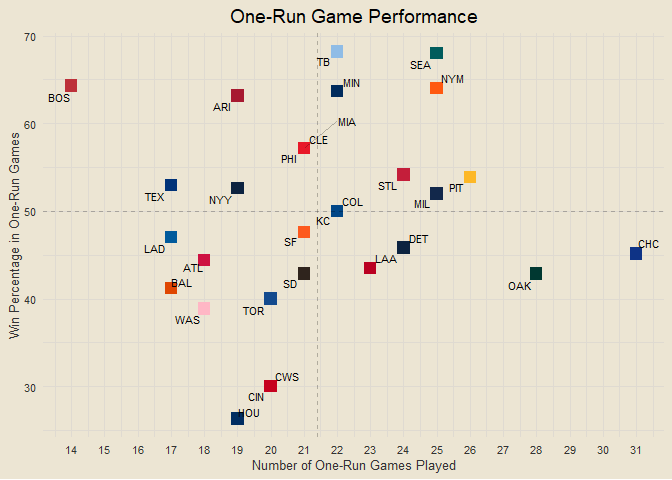 One-Run Game Performance
Win Percentage in One-Run Games
70
60
50
40
30
TB
SEA
MIN
NYM
BOS
ARI
MIA
CLE
PHI
STL
PIT
TEX
NYY
MIL
COL
KC
LAD
SF
DET
CHC
ATL
LAA
BAL
SD
OAK
WAS
TOR
CWS
CIN
HOU
14 15 16 17 18 19 20 21 22 23 24 25 26 27 28 29 30 31
Number of One-Run Games Played